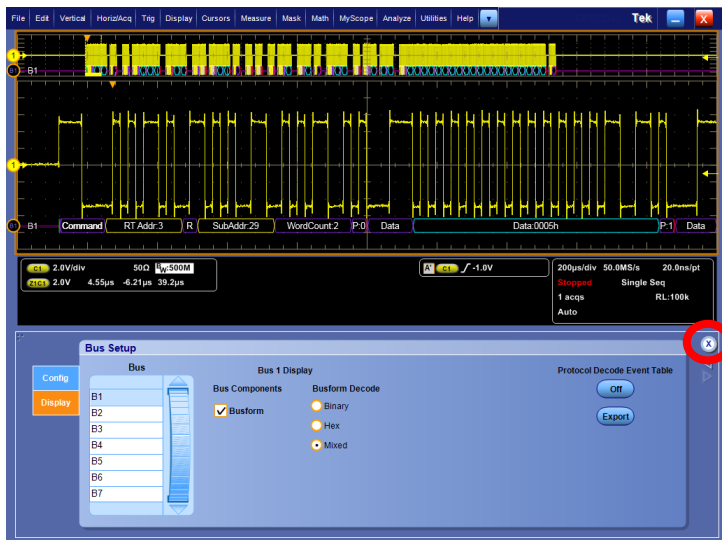 File Edit Vertical Horiz/Acq Trig Display Cursors Measure Mask Math MyScope Analyze Utilities Help Tek X
1
B1 B1
1
B1 B1 Command RT Addr:3 R SubAddr:29 WordCount:2 P:0 Data Data:0005h P:1 Data
C1 2.0V/div 50Ω BW:500M
Z1C1 2.0V 4.55µs -6.21µs 39.2µs
A' C1 -1.0V
200µs/div 50.0MS/s 20.0ns/pt
Stopped Single Seq
1 acqs RL:100k
Auto
Bus Setup X
Config
Display
Bus
B1
B2
B3
B4
B5
B6
B7
Bus 1 Display
Bus Components
Busform
Busform Decode
Binary
Hex
Mixed
Protocol Decode Event Table
Off
Export